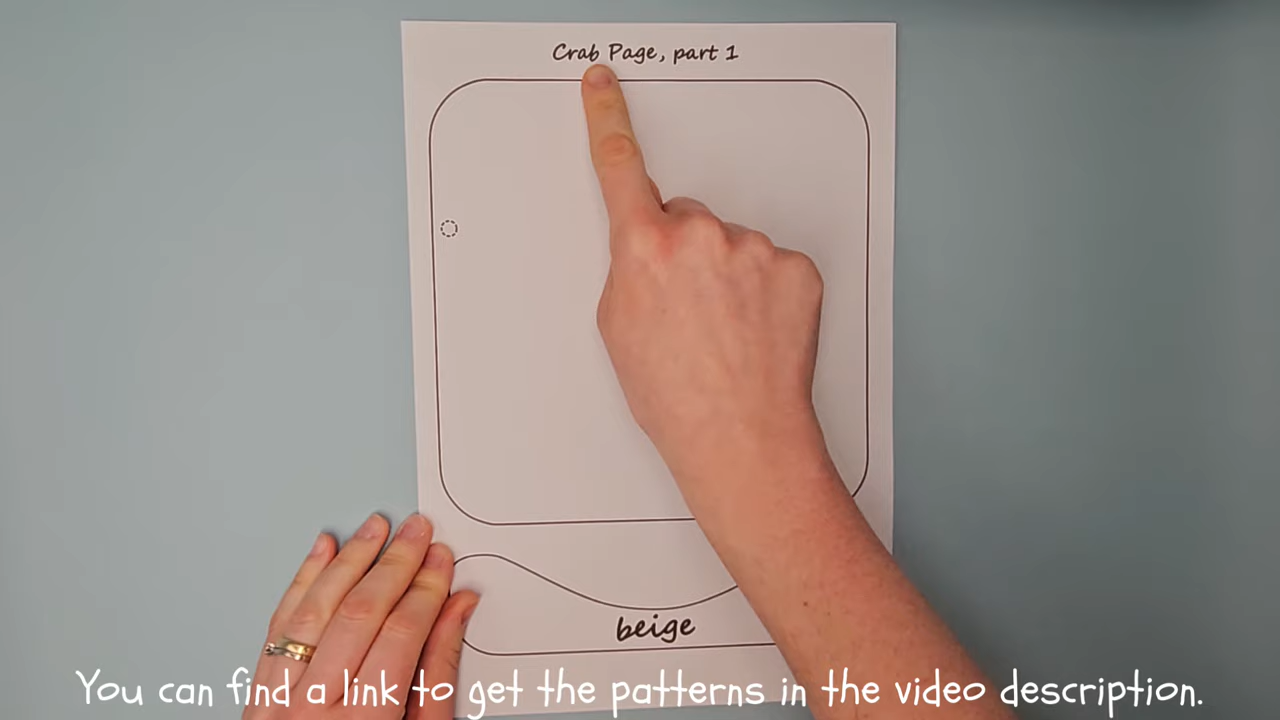 Crab Page, part 1
beige
You can find a link to get the patterns in the video description.